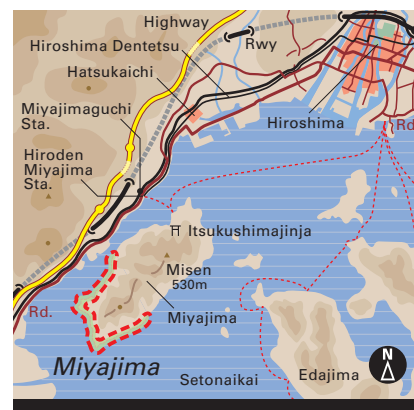 Highway
Hiroshima Dentetsu
Rwy
Hatsukaichi
Miyajimaguchi
Sta.
Hiroshima
Rd
Hiroden
Miyajima
Sta.
Itsukushimajinja
Misen
530m
Rd.
Miyajima
Miyajima
Setonaikai
Edajima
N